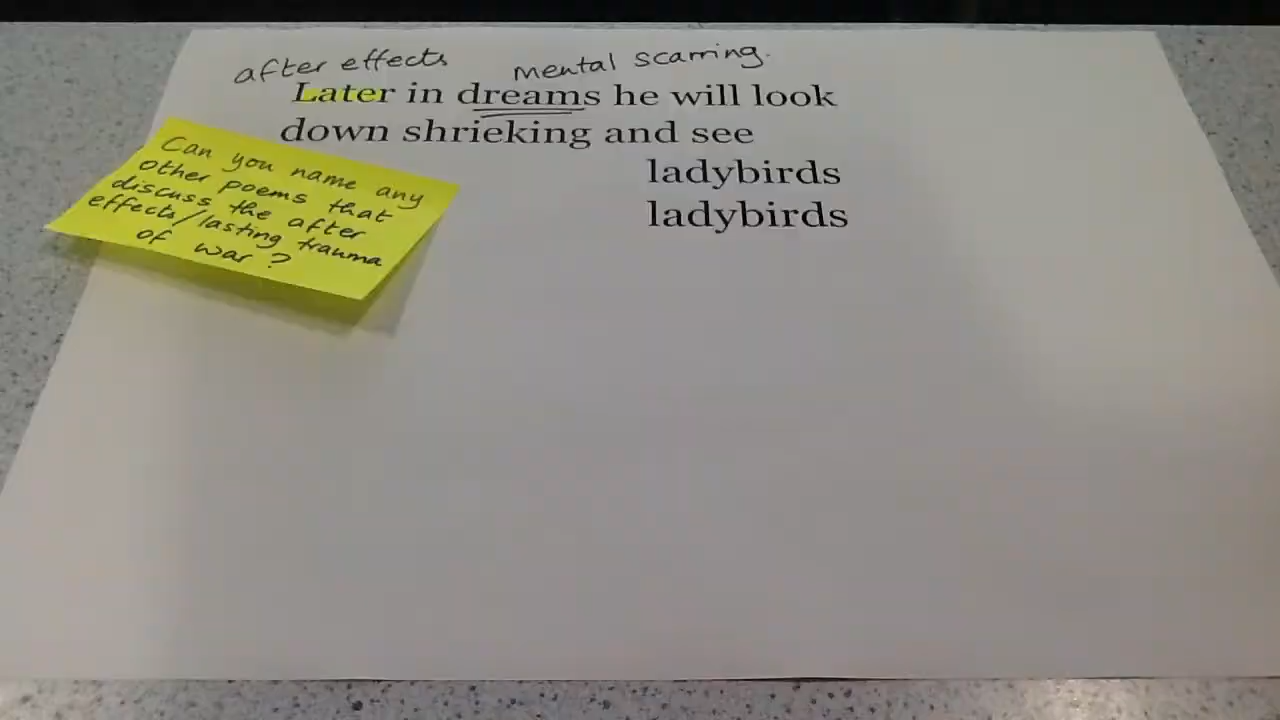 after effects mental scarring.
Later in dreams he will look
down shrieking and see
ladybirds
ladybirds
Can you name any
other poems that
discuss the after
effects/lasting trauma
of war?